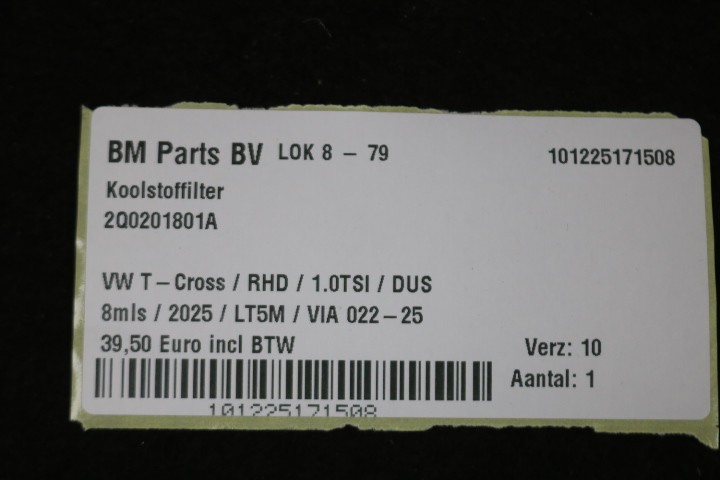 BM Parts BV LOK 8 - 79 101225171508
Koolstoffilter
2Q0201801A
VW T-Cross / RHD / 1.0TSI / DUS
8mls / 2025 / LT5M / VIA 022-25
39,50 Euro incl BTW Verz: 10
Aantal: 1
101225171508